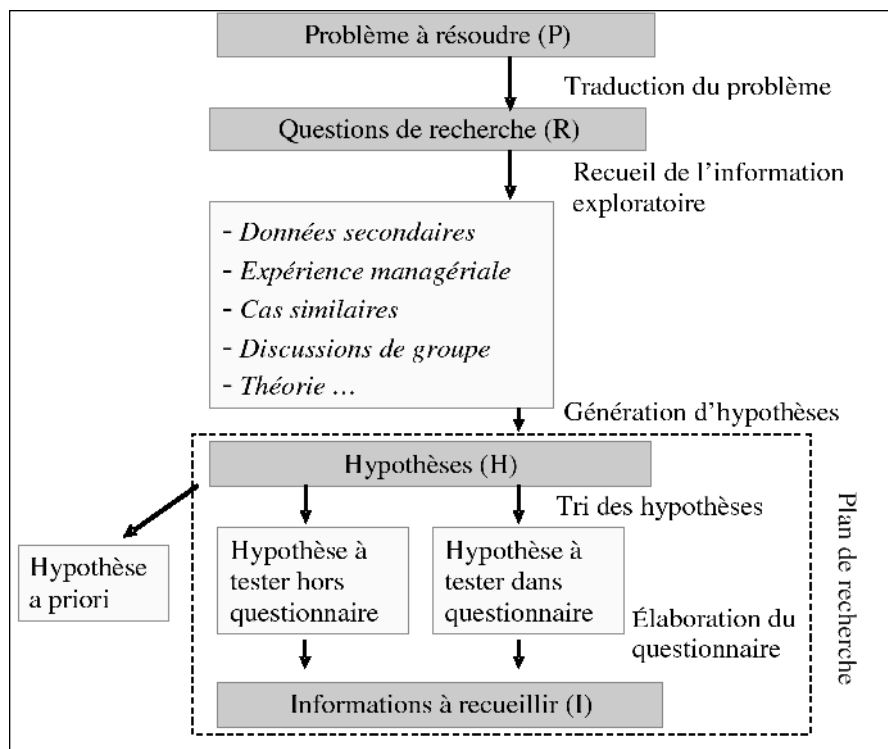 Problème à résoudre (P)
Traduction du problème
Questions de recherche (R)
Recueil de l'information
exploratoire
- Données secondaires
- Expérience managériale
- Cas similaires
- Discussions de groupe
- Théorie ...
Génération d'hypothèses
Hypothèses (H)
Tri des hypothèses
Hypothèse
a priori
Hypothèse à
tester hors
questionnaire
Hypothèse à
tester dans
questionnaire
Élaboration du
questionnaire
Informations à recueillir (I)
Plan de recherche